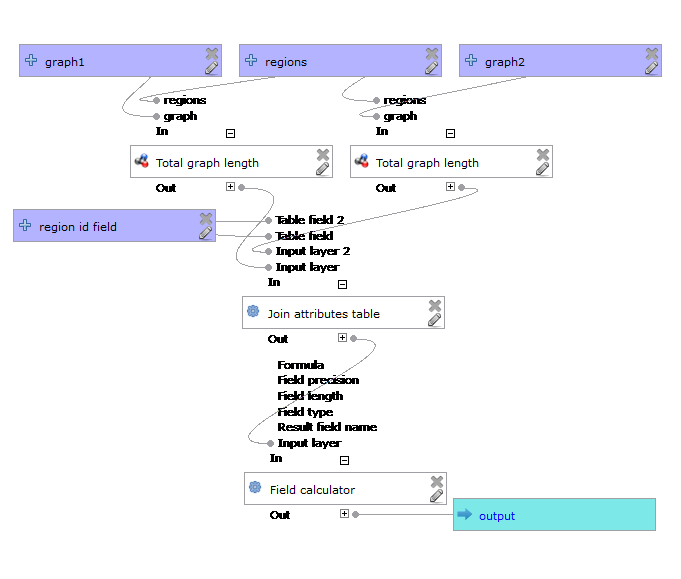 graph1
regions
graph2
regions
graph
In
regions
graph
In
Total graph length
Total graph length
Out
Out
region id field
Table field 2
Table field
Input layer 2
Input layer
In
Join attributes table
Out
Formula
Field precision
Field length
Field type
Result field name
Input layer
In
Field calculator
Out
output